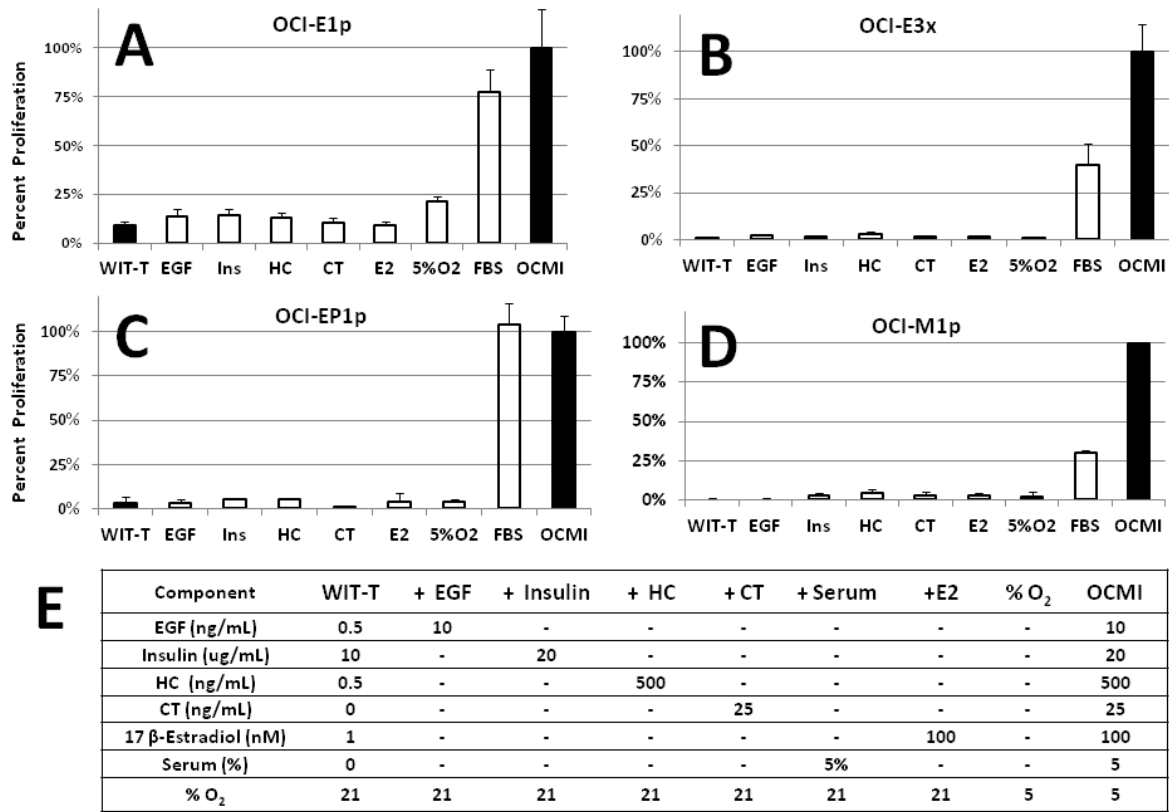 A
OCI-E1p
Percent Proliferation
100%
75%
50%
25%
0%
WIT-T EGF Ins HC CT E2 5%O2 FBS OCMI
B
OCI-E3x
100%
75%
50%
25%
0%
WIT-T EGF Ins HC CT E2 5%O2 FBS OCMI
C
OCI-EP1p
Percent Proliferation
100%
75%
50%
25%
0%
WIT-T EGF Ins HC CT E2 5%O2 FBS OCMI
D
OCI-M1p
100%
75%
50%
25%
0%
WIT-T EGF Ins HC CT E2 5%O2 FBS OCMI
E
Component WIT-T + EGF + Insulin + HC + CT + Serum +E2 % O₂ OCMI
EGF (ng/mL) 0.5 10 - - - - - - 10
Insulin (ug/mL) 10 - 20 - - - - - 20
HC (ng/mL) 0.5 - - 500 - - - - 500
CT (ng/mL) 0 - - - 25 - - - 25
17 β-Estradiol (nM) 1 - - - - - 100 - 100
Serum (%) 0 - - - - 5% - - 5
% O₂ 21 21 21 21 21 21 21 5 5